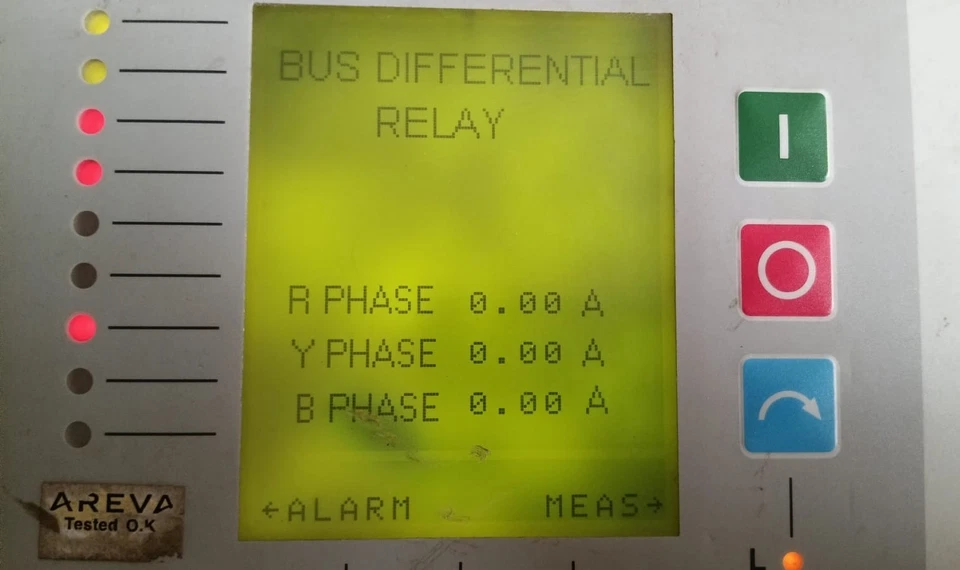 BUS DIFFERENTIAL
RELAY
R PHASE 0.00 A
Y PHASE 0.00 A
B PHASE 0.00 A
←ALARM MEAS→
AREVA
Tested O.K
L